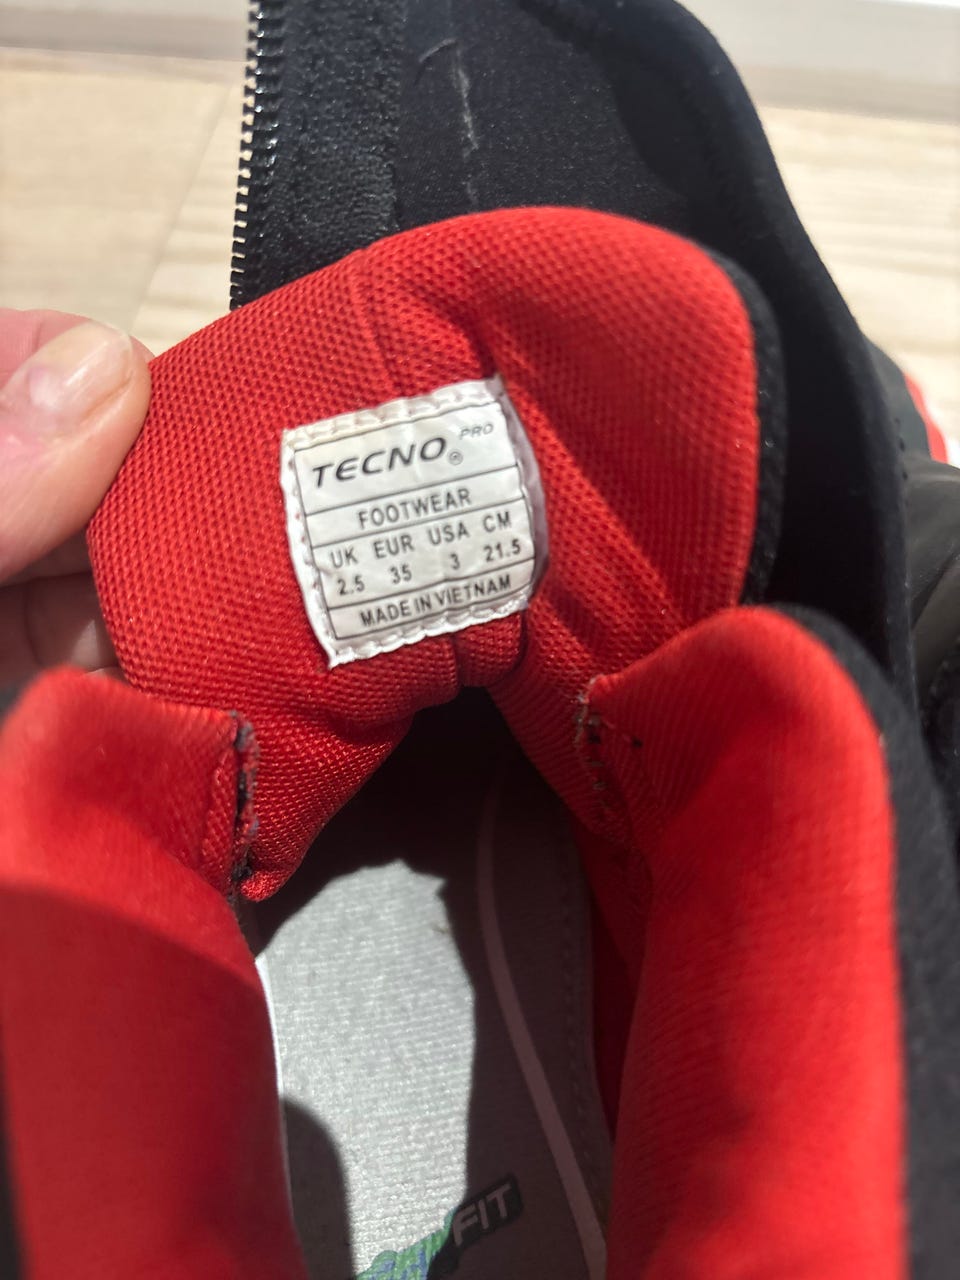 TECNO® PRO
FOOTWEAR
UK EUR USA CM
2.5 35 3 21.5
MADE IN VIETNAM
FIT